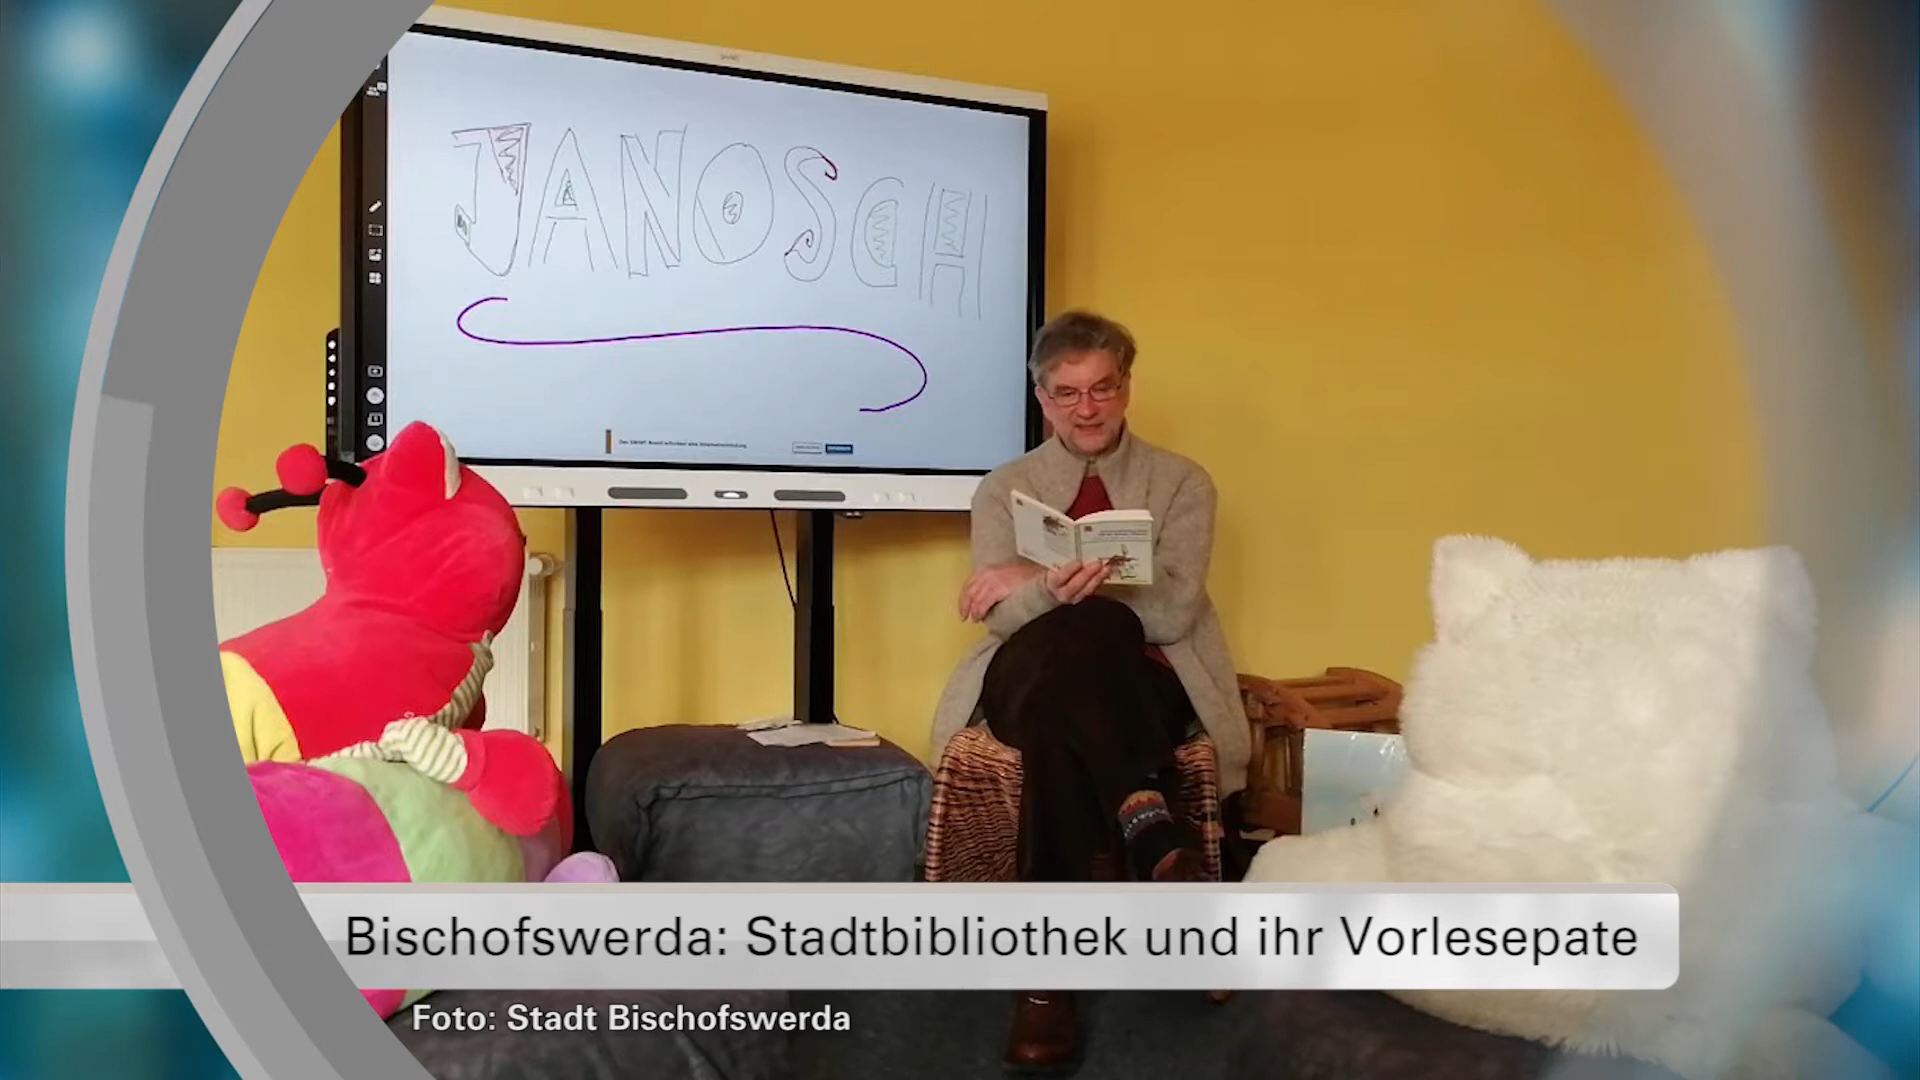 JANOSCH
Bischofswerda: Stadtbibliothek und ihr Vorlesepate
Foto: Stadt Bischofswerda